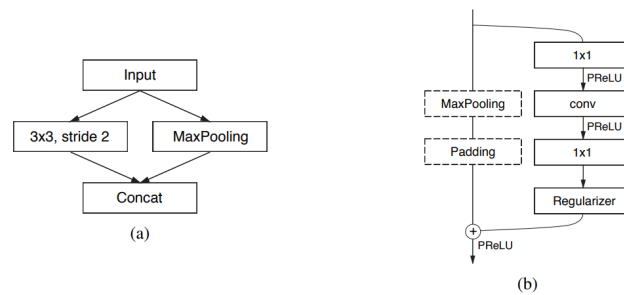 Input
3x3, stride 2
MaxPooling
Concat
(a)
1x1
PReLU
MaxPooling
conv
PReLU
Padding
1x1
Regularizer
+
PReLU
(b)